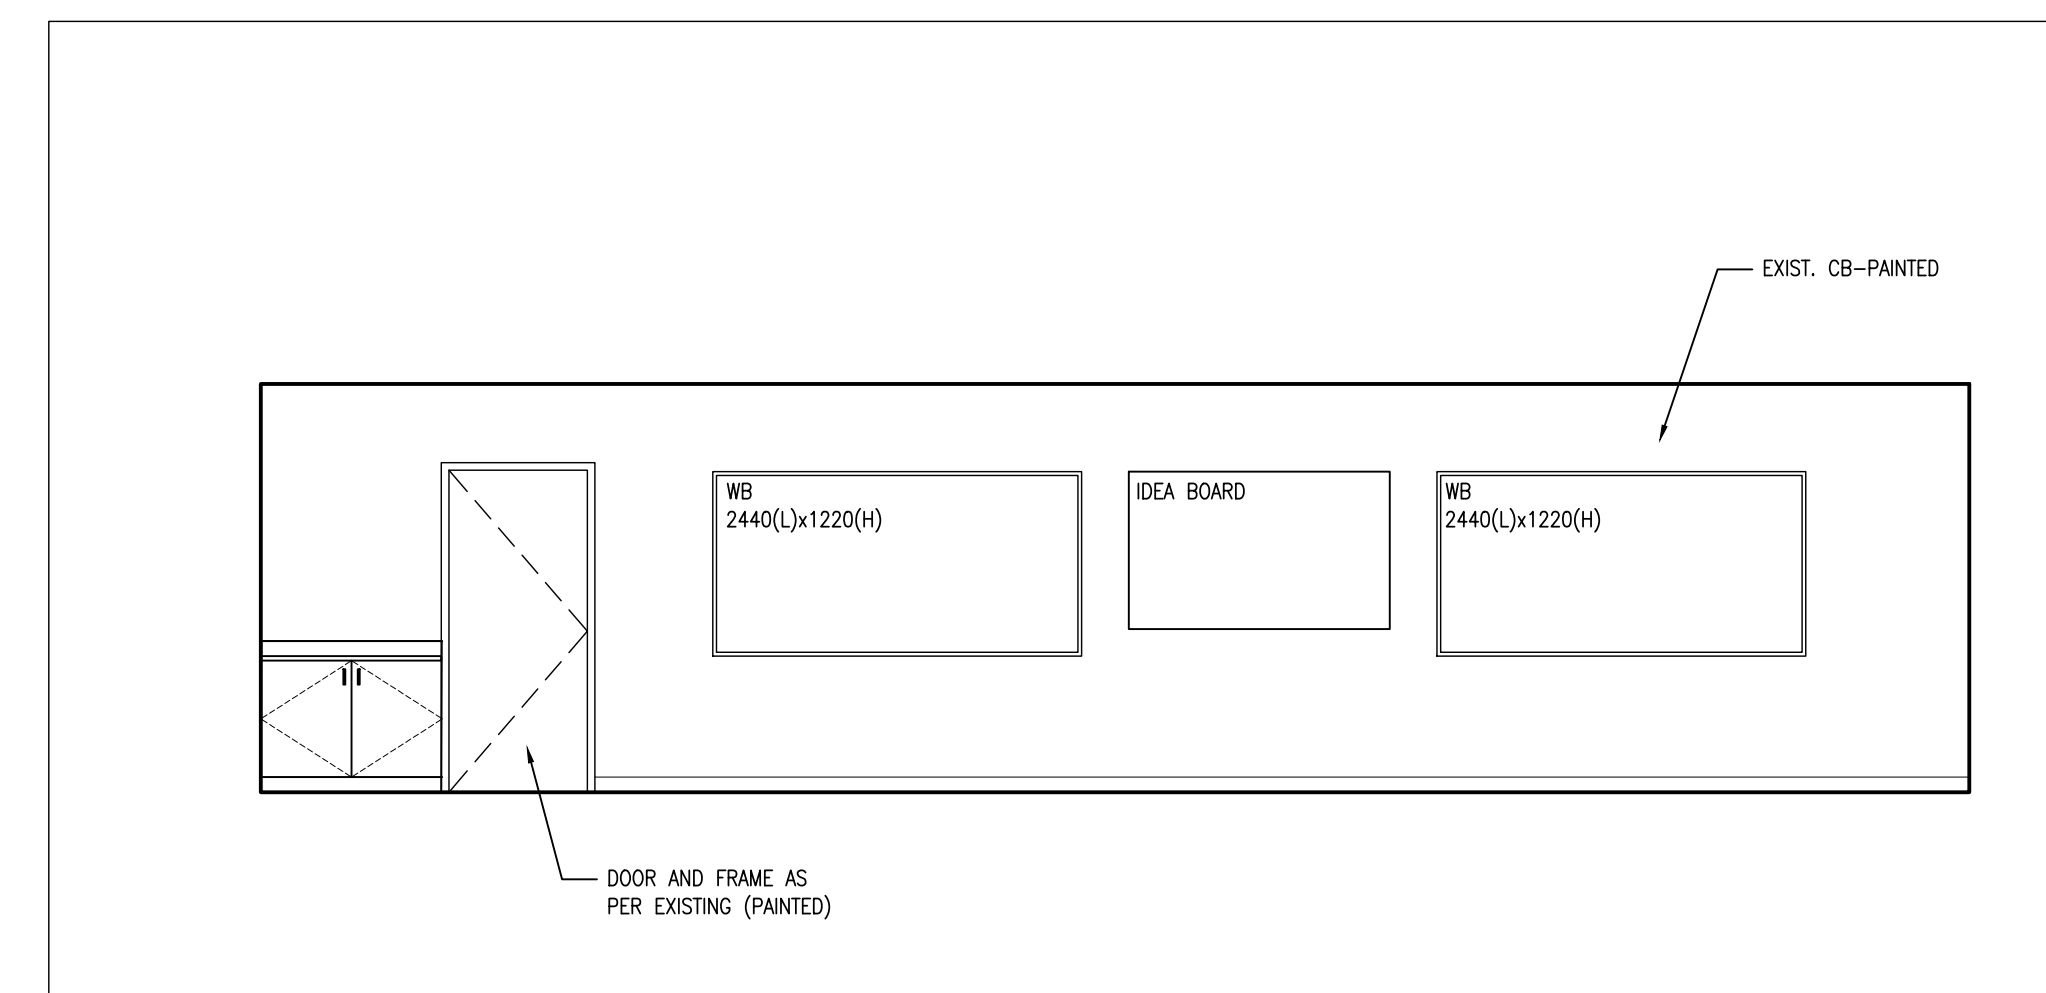 EXIST. CB-PAINTED
WB
2440(L)x1220(H)
IDEA BOARD
WB
2440(L)x1220(H)
DOOR AND FRAME AS
PER EXISTING (PAINTED)